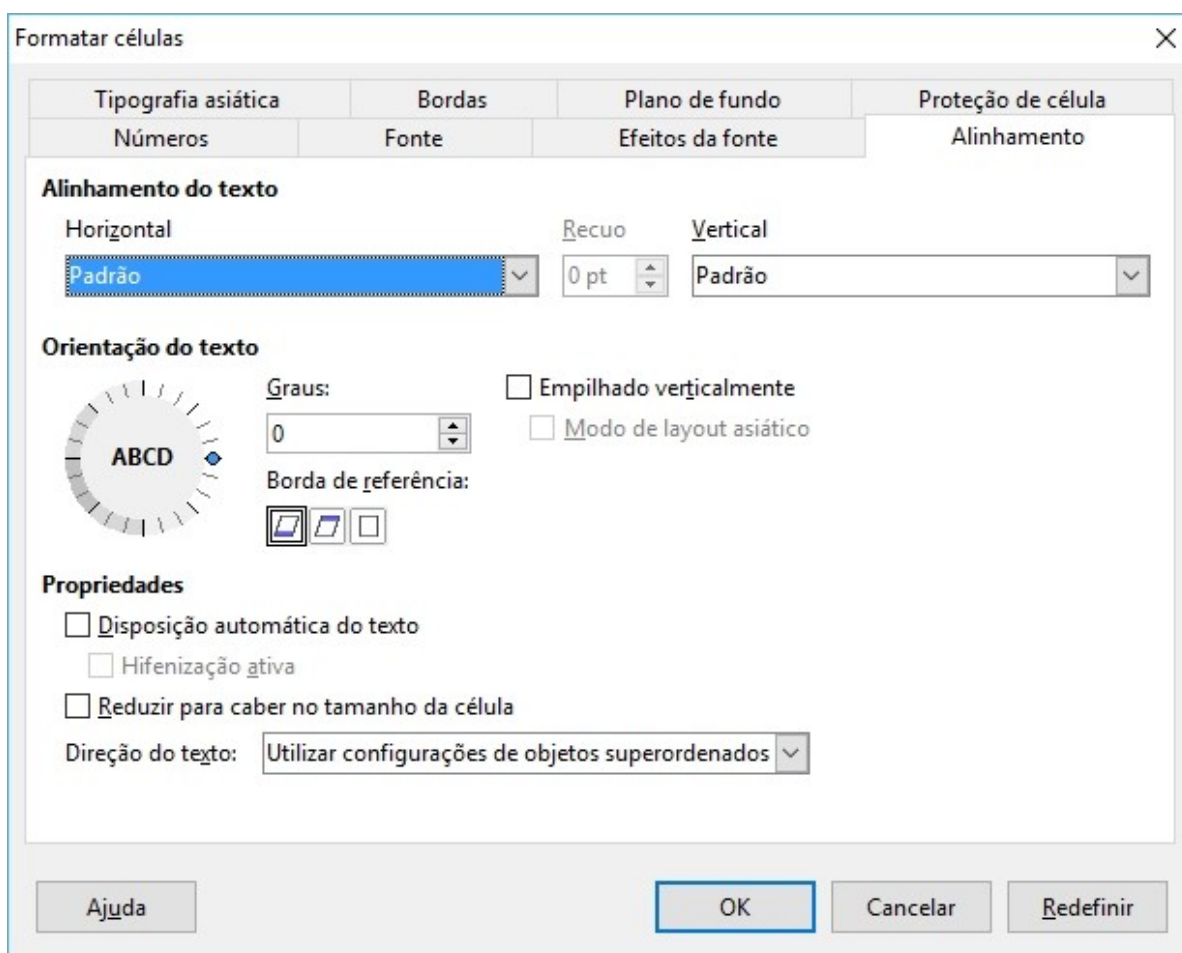 Formatar células
Tipografia asiática Bordas Plano de fundo Proteção de célula
Números Fonte Efeitos da fonte Alinhamento
Alinhamento do texto
Horizontal Recuo Vertical
Padrão 0 pt Padrão
Orientação do texto
Graus: Empilhado verticalmente
0 Modo de layout asiático
ABCD
Borda de referência:
Propriedades
Disposição automática do texto
Hifenização ativa
Reduzir para caber no tamanho da célula
Direção do texto: Utilizar configurações de objetos superordenados
Ajuda OK Cancelar Redefinir